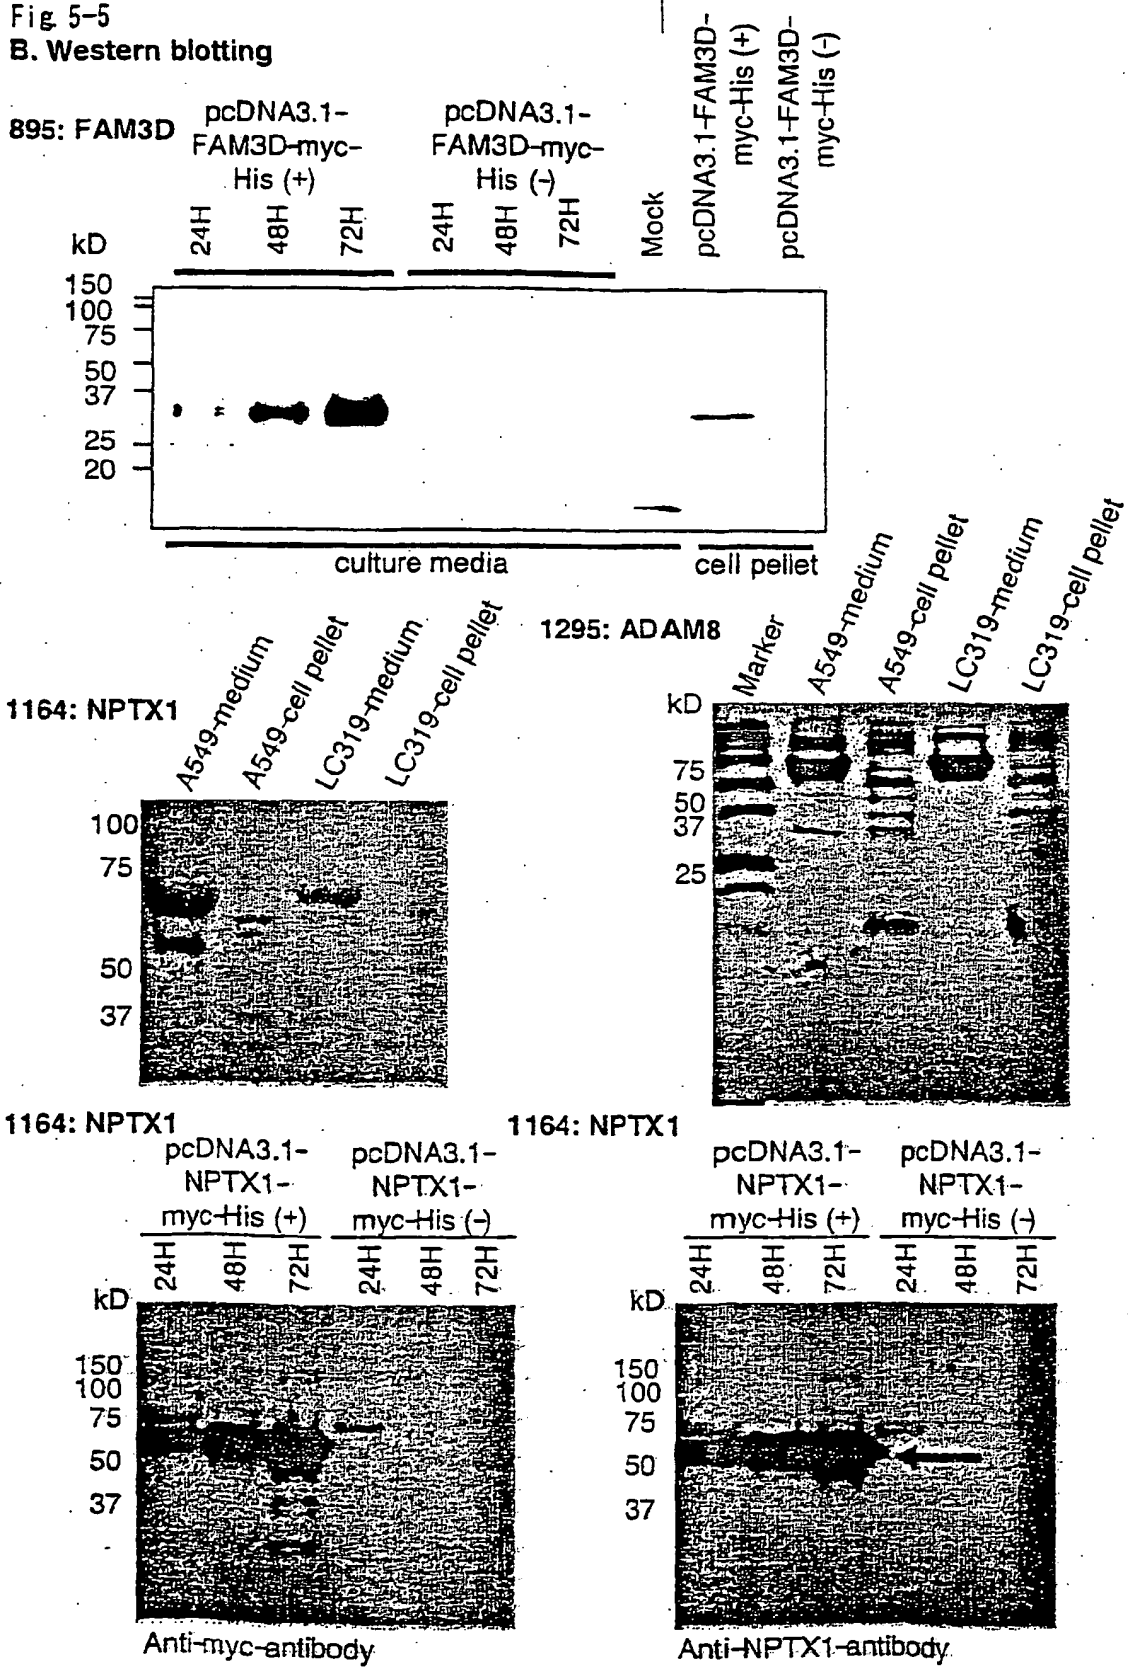 Fig. 5-5
B. Western blotting
895: FAM3D
pcDNA3.1-
FAM3D-myc-
His (+)
pcDNA3.1-
FAM3D-myc-
His (-)
24H
48H
72H
24H
48H
72H
Mock
pcDNA3.1-FAM3D-
myc-His (+)
pcDNA3.1-FAM3D-
myc-His (-)
kD
150
100
75
50
37
25
20
culture media
cell pellet
1164: NPTX1
A549-medium
A549-cell pellet
LC319-medium
LC319-cell pellet
100
75
50
37
1295: ADAM8
Marker
A549-medium
A549-cell pellet
LC319-medium
LC319-cell pellet
kD
75
50
37
25
1164: NPTX1
pcDNA3.1-
NPTX1-
myc-His (+)
pcDNA3.1-
NPTX1-
myc-His (-)
24H
48H
72H
24H
48H
72H
kD
150
100
75
50
37
Anti-myc-antibody
1164: NPTX1
pcDNA3.1-
NPTX1-
myc-His (+)
pcDNA3.1-
NPTX1-
myc-His (-)
24H
48H
72H
24H
48H
72H
kD
150
100
75
50
37
Anti-NPTX1-antibody